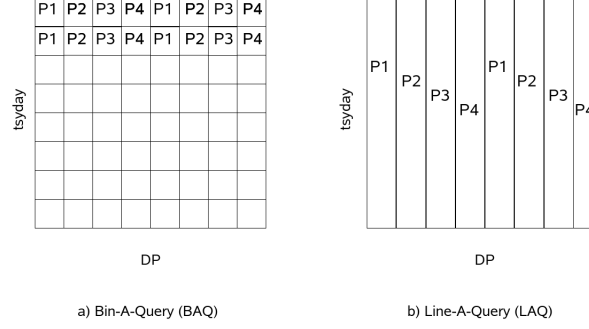 P1 P2 P3 P4 P1 P2 P3 P4
P1 P2 P3 P4 P1 P2 P3 P4
tsyday
DP
a) Bin-A-Query (BAQ)
P1 P2 P3 P4 P1 P2 P3 P4
tsyday
DP
b) Line-A-Query (LAQ)